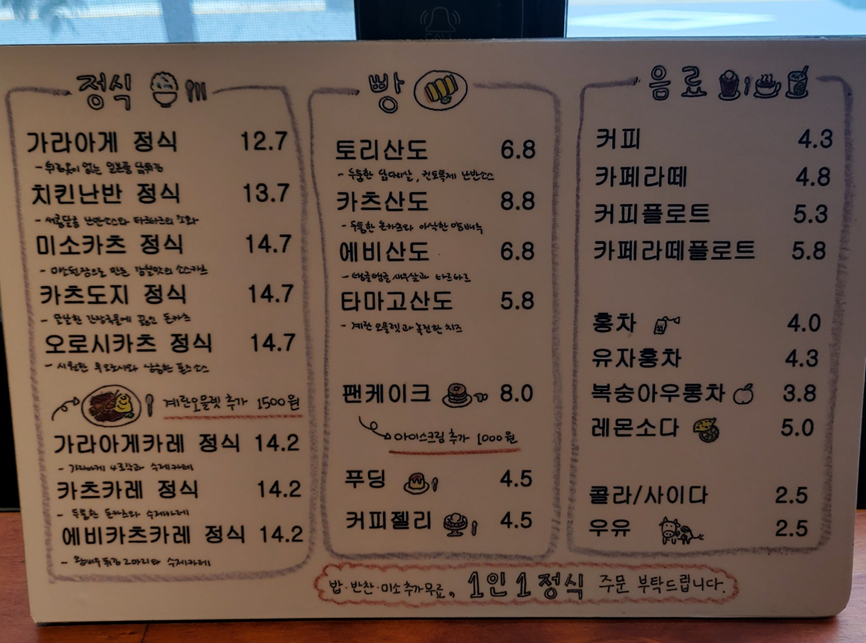 정식
가라아게 정식 12.7
치킨난반 정식 13.7
미소카츠 정식 14.7
카츠도지 정식 14.7
오로시카츠 정식 14.7
계란오믈렛 추가 1500원
가라아게카레 정식 14.2
카츠카레 정식 14.2
- 두툼한 돈카츠와 수제카레
에비카츠카레 정식 14.2
빵
토리산도 6.8
카츠산도 8.8
에비산도 6.8
타마고산도 5.8
팬케이크 8.0
아이스크림 추가 1000원
푸딩 4.5
커피젤리 4.5
음료
커피 4.3
카페라떼 4.8
커피플로트 5.3
카페라떼플로트 5.8
홍차 4.0
유자홍차 4.3
복숭아우롱차 3.8
레몬소다 5.0
콜라/사이다 2.5
우유 2.5
밥·반찬·미소 추가무료, 1인 1정식 주문 부탁드립니다.